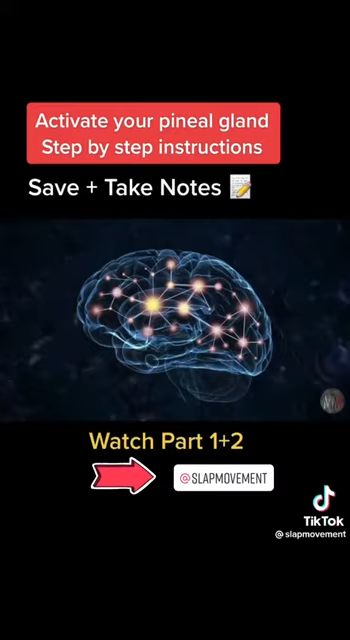 Activate your pineal gland
Step by step instructions
Save + Take Notes 📝
Watch Part 1+2
@SLAPMOVEMENT
TikTok
@ slapmovement